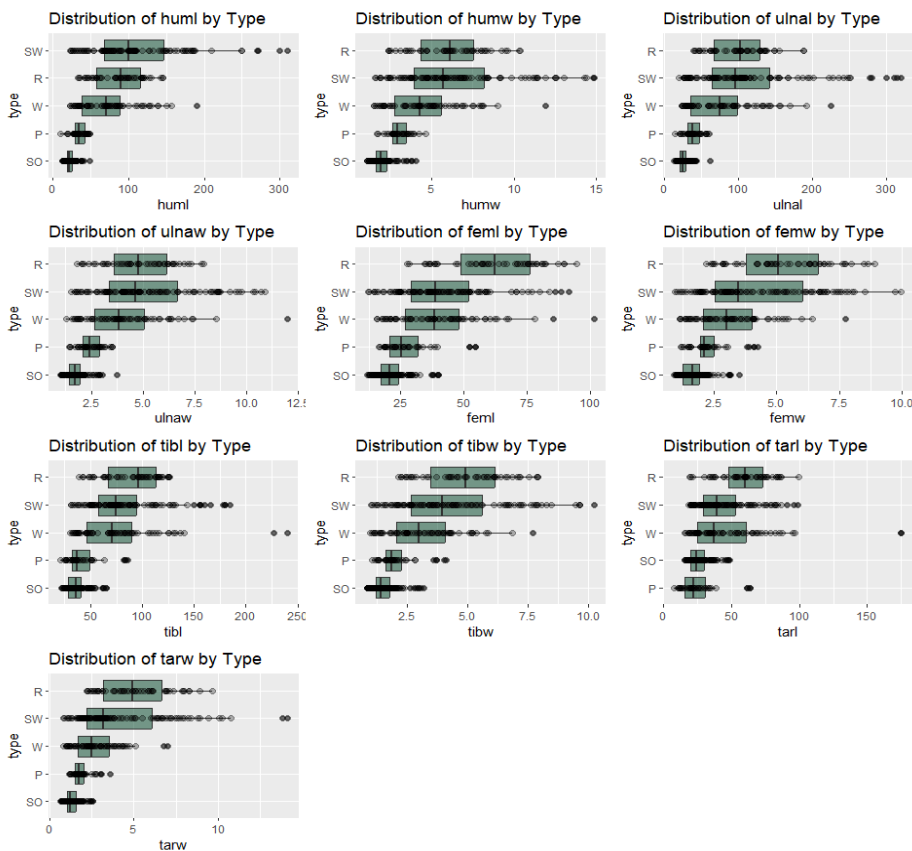 Distribution of huml by Type
type
SW
R
W
P
SO
0
100
200
300
huml
Distribution of humw by Type
type
R
SW
W
P
SO
5
10
15
humw
Distribution of ulnal by Type
type
R
SW
W
P
SO
0
100
200
300
ulnal
Distribution of ulnaw by Type
type
R
SW
W
P
SO
2.5
5.0
7.5
10.0
12.5
ulnaw
Distribution of feml by Type
type
R
SW
W
P
SO
25
50
75
100
feml
Distribution of femw by Type
type
R
SW
W
P
SO
2.5
5.0
7.5
10.0
femw
Distribution of tibl by Type
type
R
SW
W
P
SO
50
100
150
200
250
tibl
Distribution of tibw by Type
type
R
SW
W
P
SO
2.5
5.0
7.5
10.0
tibw
Distribution of tarl by Type
type
R
SW
W
SO
P
0
50
100
150
tarl
Distribution of tarw by Type
type
R
SW
W
P
SO
0
5
10
tarw